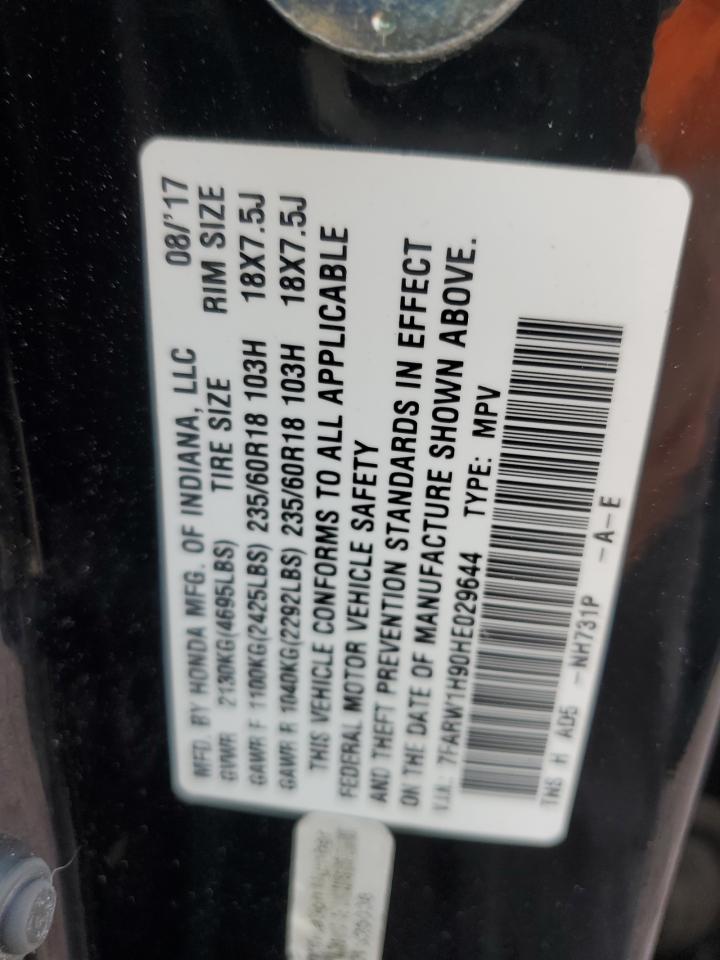 MFD. BY HONDA MFG. OF INDIANA, LLC 08/'17
GVWR 2130KG(4695LBS) TIRE SIZE RIM SIZE
GAWR F 1100KG(2425LBS) 235/60R18 103H 18X7.5J
GAWR R 1040KG(2292LBS) 235/60R18 103H 18X7.5J
THIS VEHICLE CONFORMS TO ALL APPLICABLE
FEDERAL MOTOR VEHICLE SAFETY
AND THEFT PREVENTION STANDARDS IN EFFECT
ON THE DATE OF MANUFACTURE SHOWN ABOVE.
V.I.N.: 7FARW1H90HE029644 TYPE: MPV
TNS H AD5 -NH731P -A-E